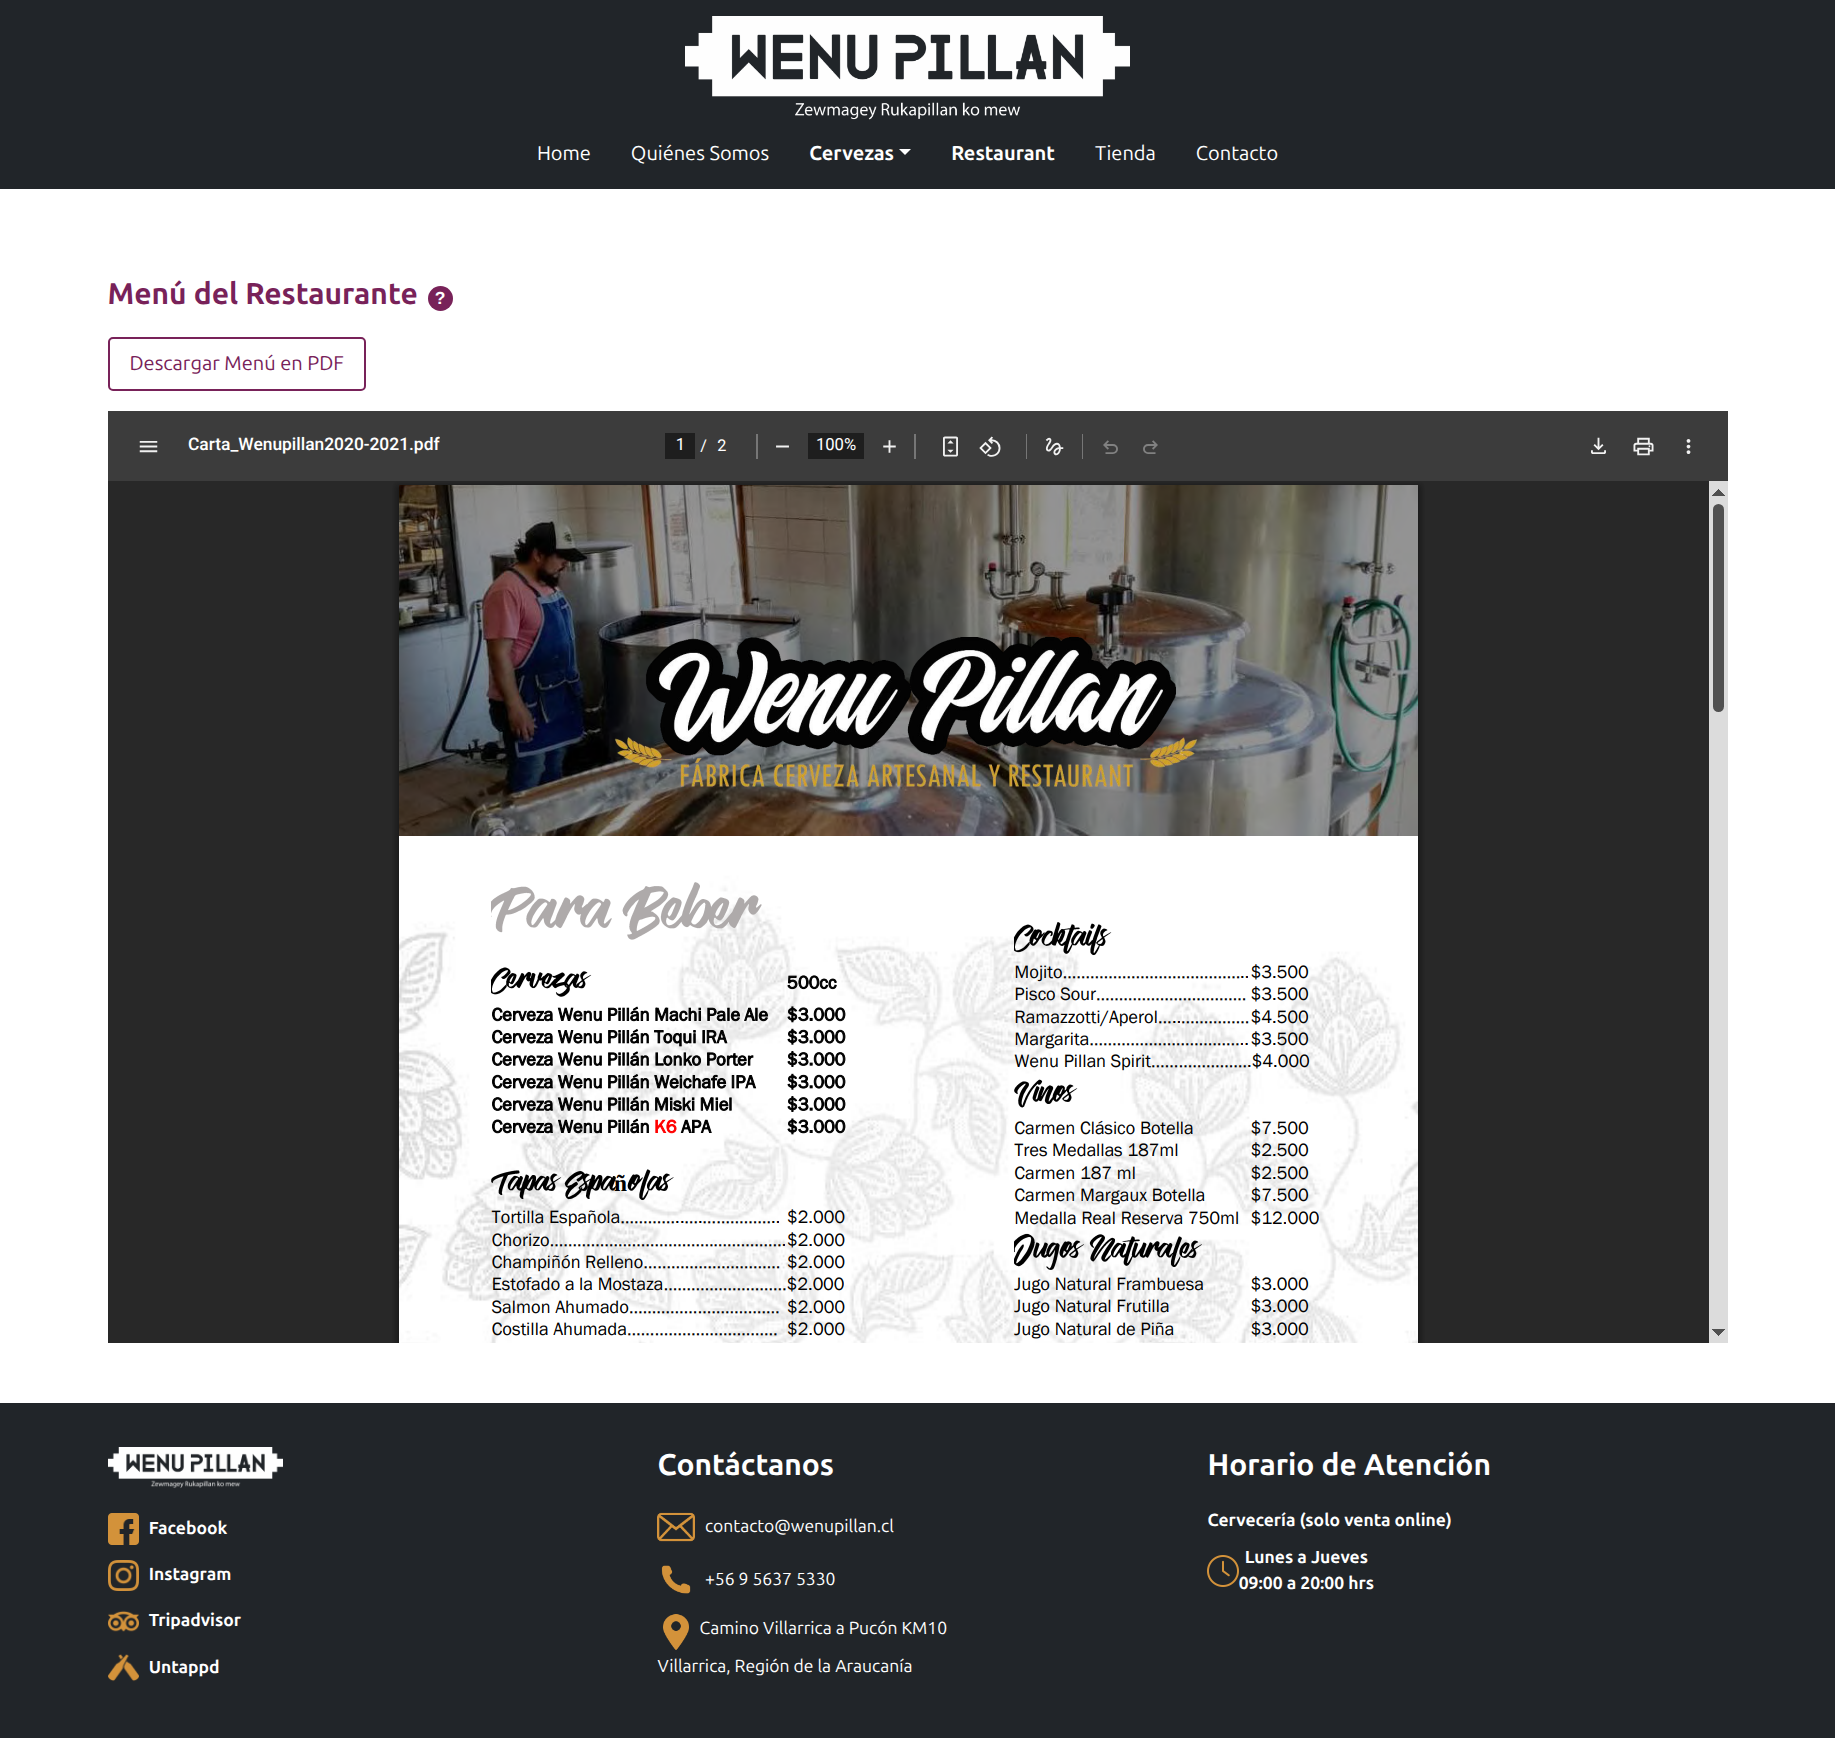 WENU PILLAN
Zewmagey Rukapillan ko mew
Home Quiénes Somos Cervezas Restaurant Tienda Contacto
Menú del Restaurante ?
Descargar Menú en PDF
Carta_Wenupillan2020-2021.pdf 1 / 2 100%
Wenu Pillan
FÁBRICA CERVEZA ARTESANAL Y RESTAURANT
Para Beber
Cervezas 500cc
Cerveza Wenu Pillán Machi Pale Ale $3.000
Cerveza Wenu Pillán Toqui IRA $3.000
Cerveza Wenu Pillán Lonko Porter $3.000
Cerveza Wenu Pillán Weichafe IPA $3.000
Cerveza Wenu Pillán Miski Miel $3.000
Cerveza Wenu Pillán K6 APA $3.000
Tapas Españolas
Tortilla Española................................... $2.000
Chorizo....................................................$2.000
Champiñón Relleno.............................. $2.000
Estofado a la Mostaza...........................$2.000
Salmon Ahumado................................. $2.000
Costilla Ahumada................................. $2.000
Cocktails
Mojito.........................................$3.500
Pisco Sour................................. $3.500
Ramazzotti/Aperol....................$4.500
Margarita...................................$3.500
Wenu Pillan Spirit......................$4.000
Vinos
Carmen Clásico Botella $7.500
Tres Medallas 187ml $2.500
Carmen 187 ml $2.500
Carmen Margaux Botella $7.500
Medalla Real Reserva 750ml $12.000
Jugos Naturales
Jugo Natural Frambuesa $3.000
Jugo Natural Frutilla $3.000
Jugo Natural de Piña $3.000
WENU PILLAN
Zewmagey Rukapillan ko mew
Facebook
Instagram
Tripadvisor
Untappd
Contáctanos
contacto@wenupillan.cl
+56 9 5637 5330
Camino Villarrica a Pucón KM10
Villarrica, Región de la Araucanía
Horario de Atención
Cervecería (solo venta online)
Lunes a Jueves
09:00 a 20:00 hrs